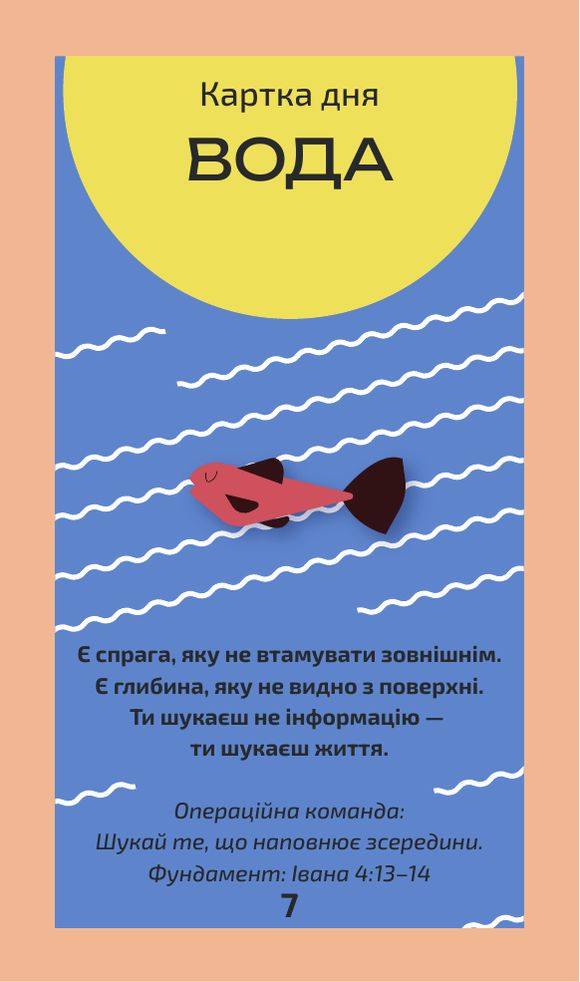 Картка дня
ВОДА
Є спрага, яку не втамувати зовнішнім.
Є глибина, яку не видно з поверхні.
Ти шукаєш не інформацію —
ти шукаєш життя.
Операційна команда:
Шукай те, що наповнює зсередини.
Фундамент: Івана 4:13–14
7